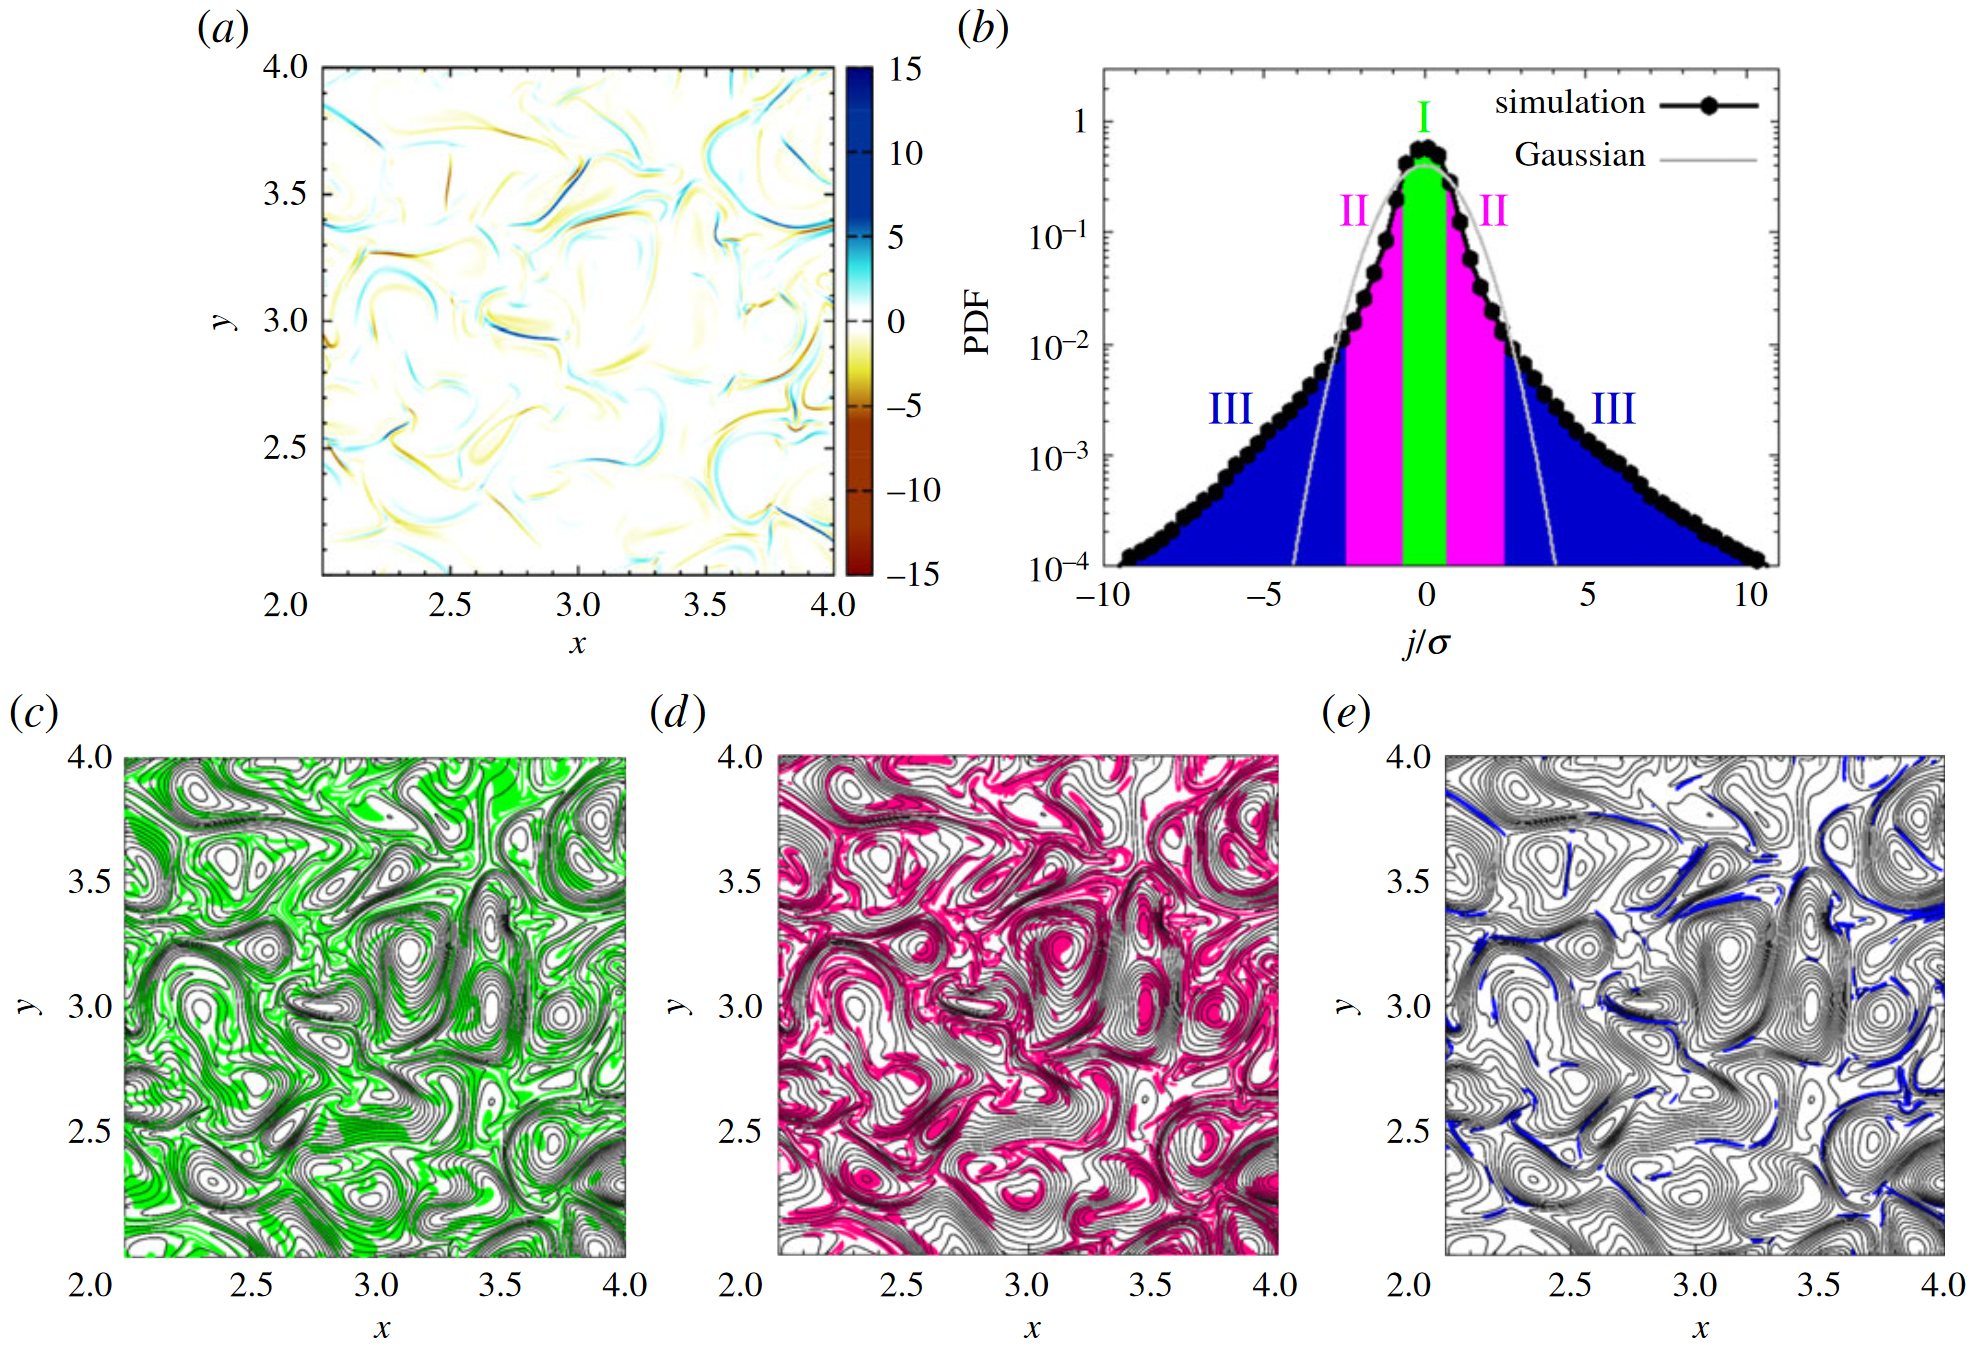 (a)
4.0
3.5
3.0
2.5
y
2.0
2.5
3.0
3.5
4.0
x
15
10
5
0
−5
−10
−15
(b)
1
10−1
10−2
10−3
10−4
PDF
I
II
II
III
III
simulation
Gaussian
−10
−5
0
5
10
j/σ
(c)
4.0
3.5
3.0
2.5
y
2.0
2.5
3.0
3.5
4.0
x
(d)
4.0
3.5
3.0
2.5
y
2.0
2.5
3.0
3.5
4.0
x
(e)
4.0
3.5
3.0
2.5
y
2.0
2.5
3.0
3.5
4.0
x